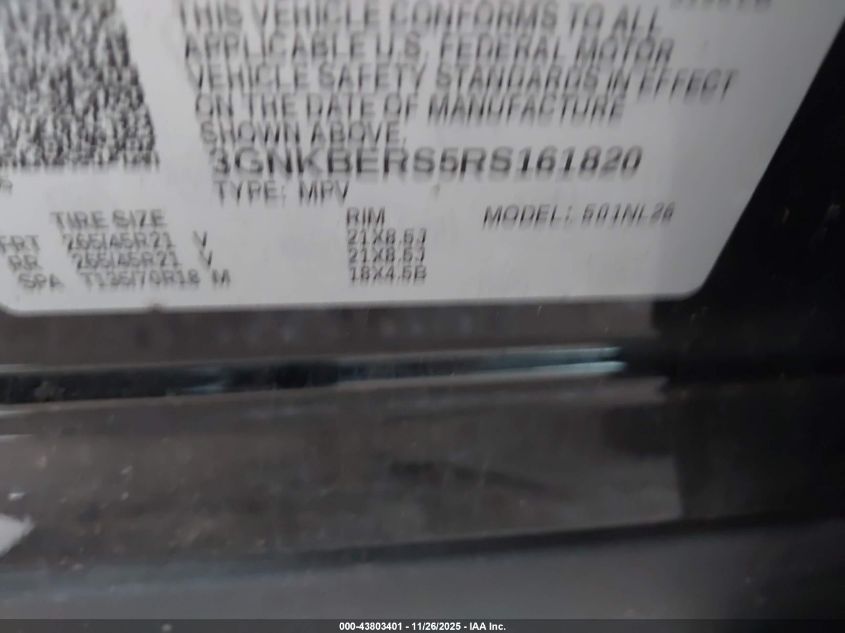 THIS VEHICLE CONFORMS TO ALL
APPLICABLE U.S. FEDERAL MOTOR
VEHICLE SAFETY STANDARDS IN EFFECT
ON THE DATE OF MANUFACTURE
SHOWN ABOVE.
3GNKBERS5RS161820
TYPE: MPV
TIRE SIZE RIM MODEL: 501NL26
FRT 265/45R21 V 21X8.5J
RR 265/45R21 V 21X8.5J
SPA T135/70R18 M 18X4.5B
000-43803401 - 11/26/2025 - IAA Inc.